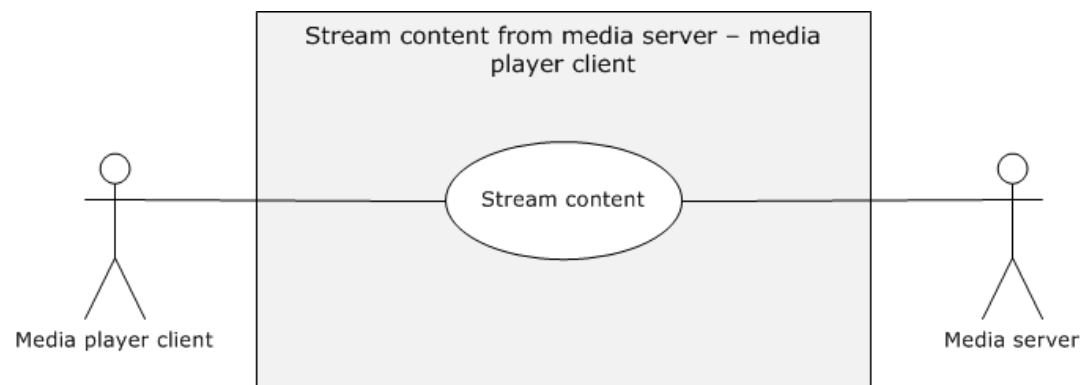 Stream content from media server – media
player client
Stream content
Media player client
Media server